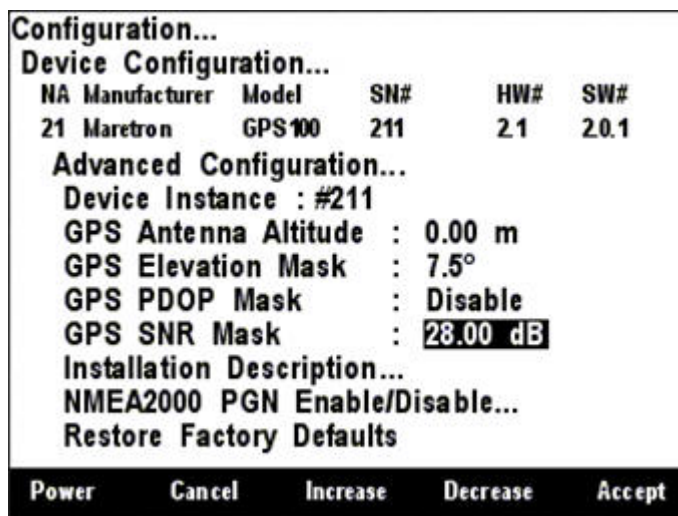 Configuration...
Device Configuration...
NA Manufacturer Model SN# HW# SW#
21 Maretron GPS100 211 2.1 2.0.1
Advanced Configuration...
Device Instance : #211
GPS Antenna Altitude : 0.00 m
GPS Elevation Mask : 7.5°
GPS PDOP Mask : Disable
GPS SNR Mask : 28.00 dB
Installation Description...
NMEA2000 PGN Enable/Disable...
Restore Factory Defaults
Power Cancel Increase Decrease Accept